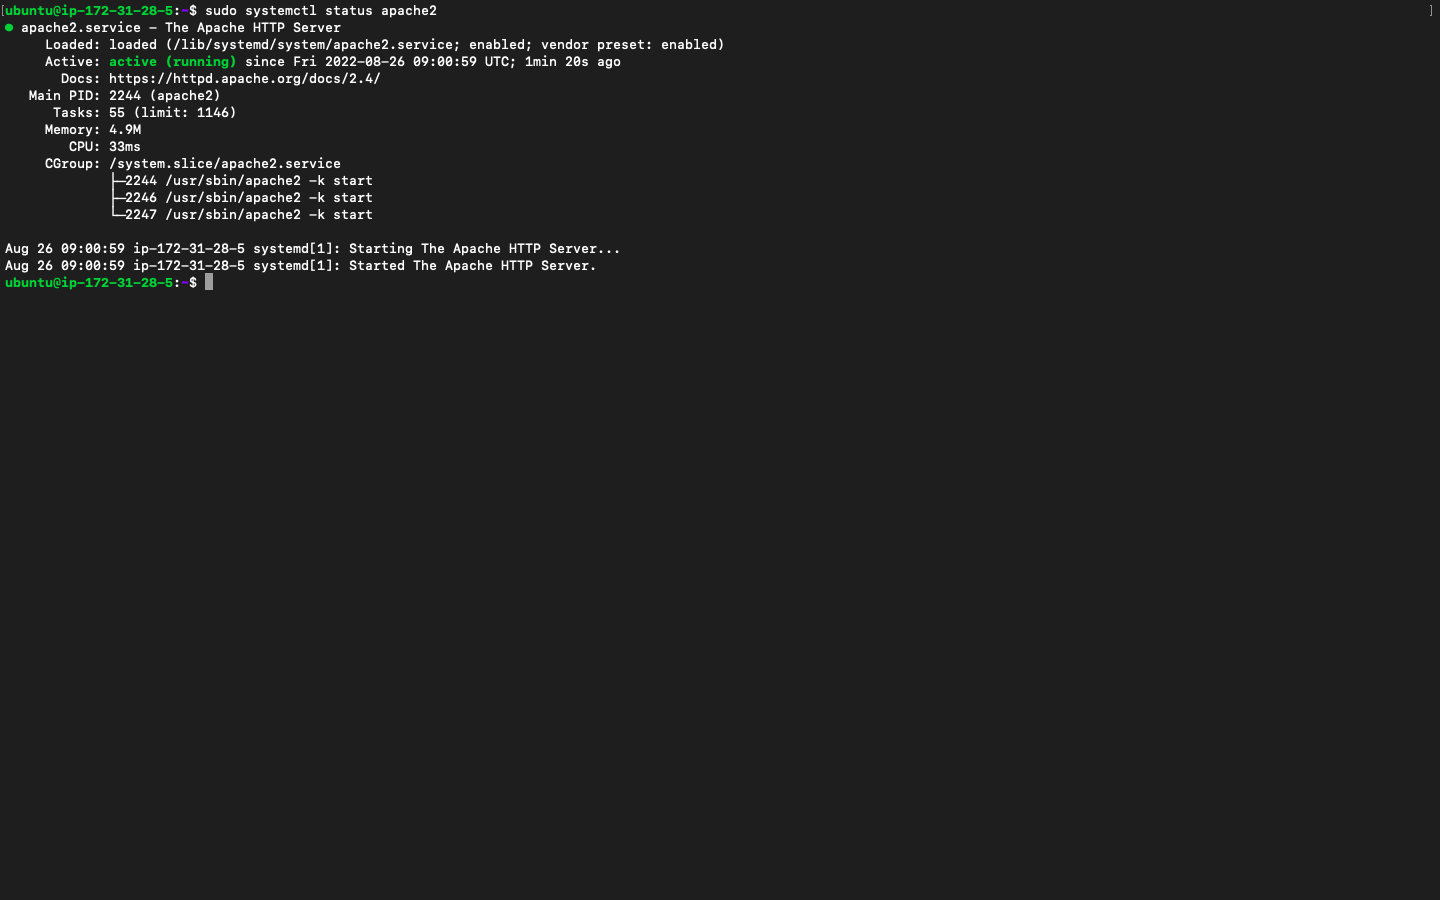 [ubuntu@ip-172-31-28-5:~$ sudo systemctl status apache2 ]
● apache2.service - The Apache HTTP Server
     Loaded: loaded (/lib/systemd/system/apache2.service; enabled; vendor preset: enabled)
     Active: active (running) since Fri 2022-08-26 09:00:59 UTC; 1min 20s ago
       Docs: https://httpd.apache.org/docs/2.4/
   Main PID: 2244 (apache2)
      Tasks: 55 (limit: 1146)
     Memory: 4.9M
        CPU: 33ms
     CGroup: /system.slice/apache2.service
             ├─2244 /usr/sbin/apache2 -k start
             ├─2246 /usr/sbin/apache2 -k start
             └─2247 /usr/sbin/apache2 -k start

Aug 26 09:00:59 ip-172-31-28-5 systemd[1]: Starting The Apache HTTP Server...
Aug 26 09:00:59 ip-172-31-28-5 systemd[1]: Started The Apache HTTP Server.
ubuntu@ip-172-31-28-5:~$